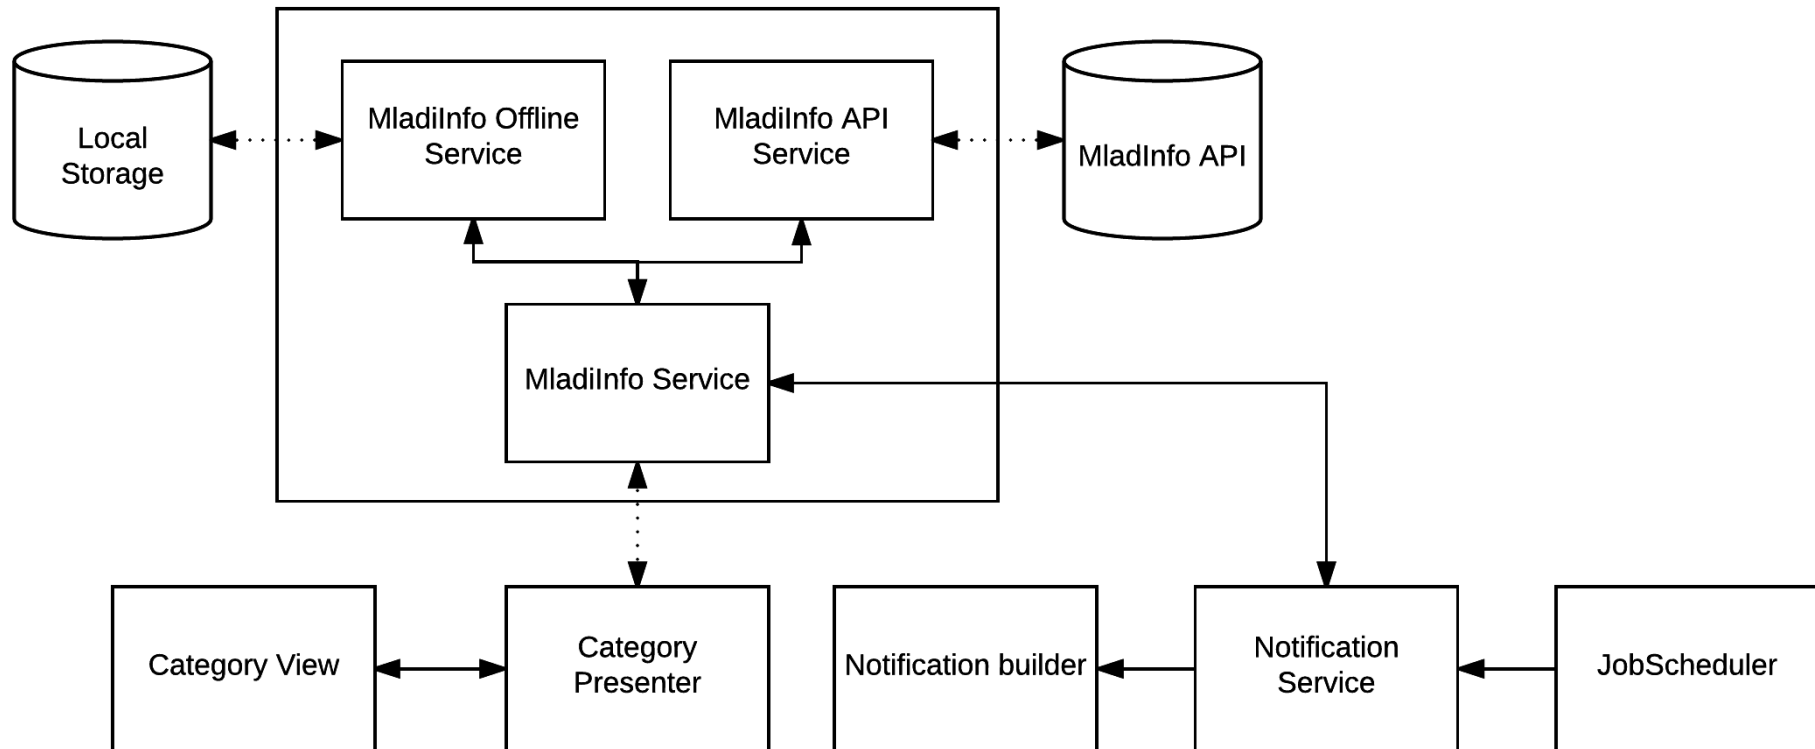 Local
Storage
MladiInfo Offline
Service
MladiInfo API
Service
MladInfo API
MladiInfo Service
Category View
Category
Presenter
Notification builder
Notification
Service
JobScheduler